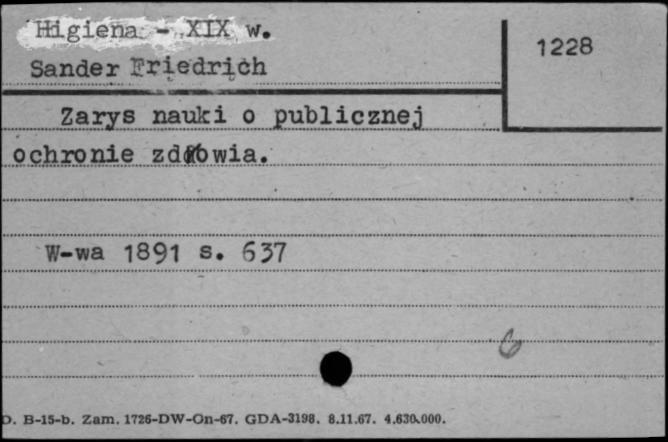 Higiena - XIX w.
1228
Sander Friedrich
Zarys nauki o publicznej
ochronie zdrowia.
W-wa 1891 s. 637
6
D. B-15-b. Zam. 1726-DW-On-67. GDA-3198. 8.11.67. 4.630.000.